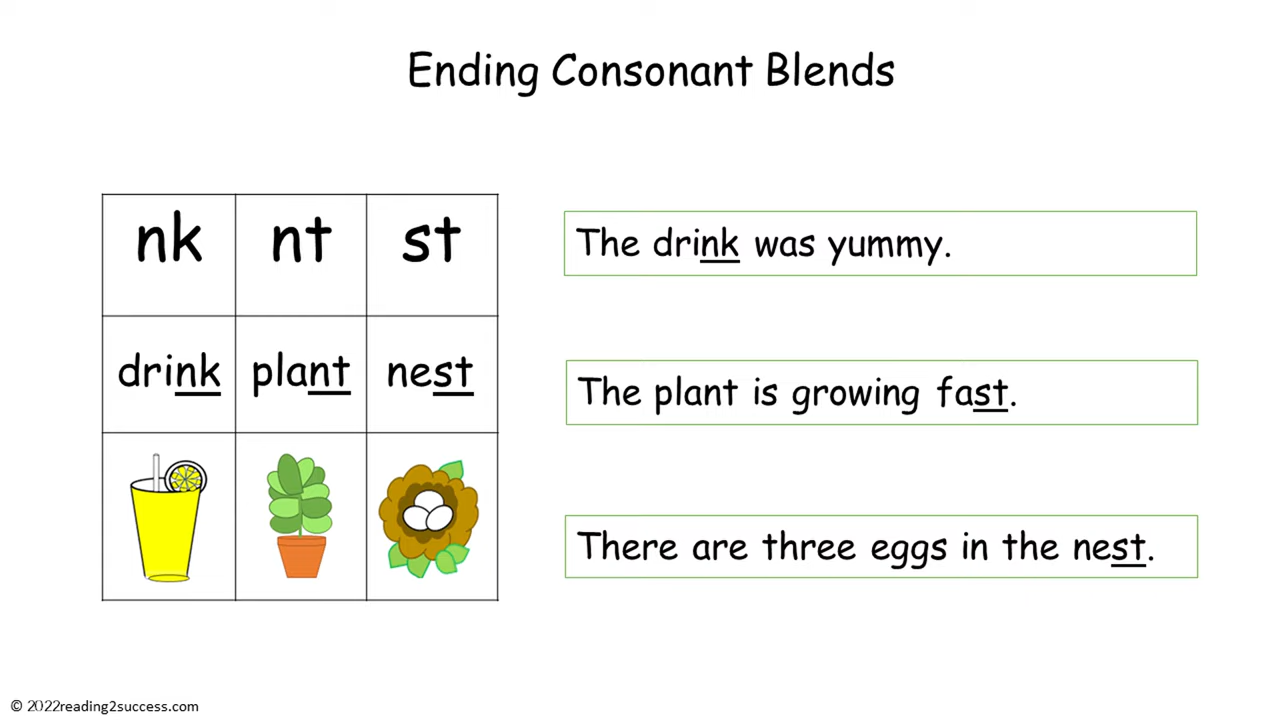 Ending Consonant Blends
nk nt st
drink plant nest
The drink was yummy.
The plant is growing fast.
There are three eggs in the nest.
© 2022reading2success.com